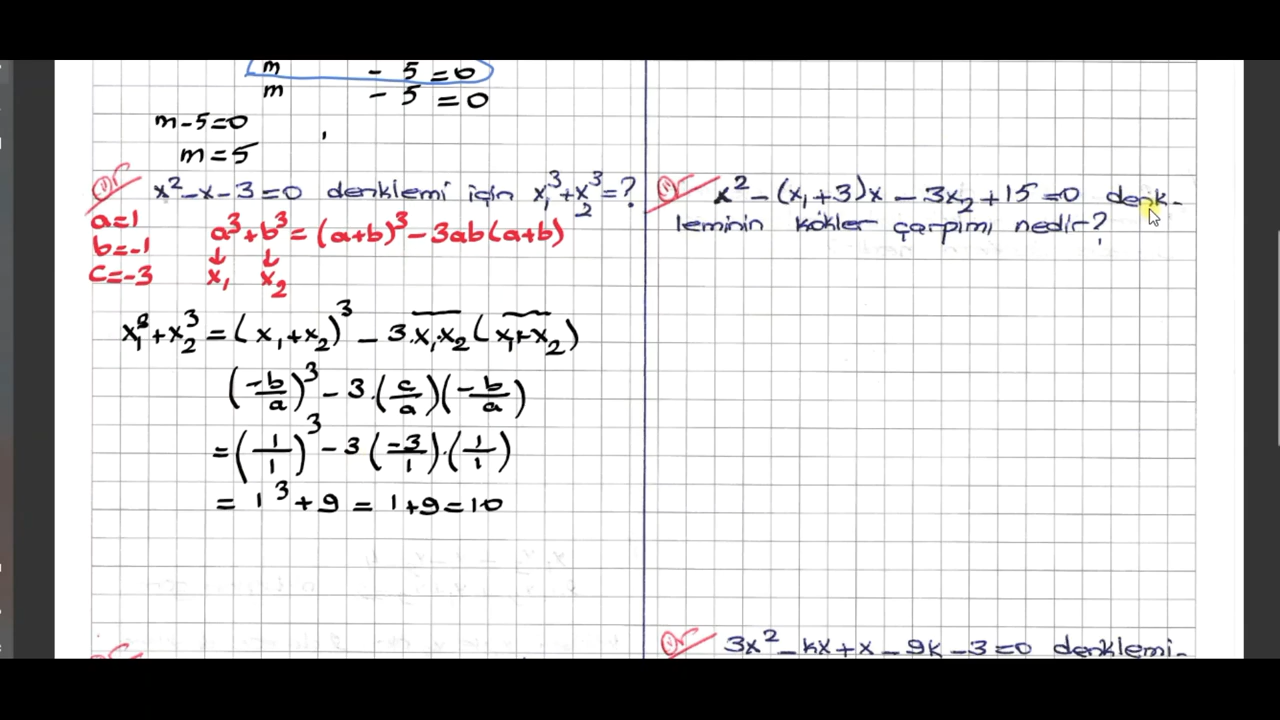 m - 5 = 0
m - 5 = 0
m - 5 = 0
m = 5
Ör x² - x - 3 = 0 denklemi için x₁³ + x₂³ = ?
a = 1
b = -1
c = -3
a³ + b³ = (a+b)³ - 3ab(a+b)
↓ ↓
x₁ x₂
x₁³ + x₂³ = (x₁ + x₂)³ - 3.x₁.x₂(x₁ + x₂)
(-b/a)³ - 3.(c/a)(-b/a)
= (1/1)³ - 3(-3/1).(1/1)
= 1³ + 9 = 1 + 9 = 10
Ör x² - (x₁ + 3)x - 3x₂ + 15 = 0 denk-
leminin kökler çarpımı nedir?
Ör 3x² - kx + x - 9k - 3 = 0 denklemi-